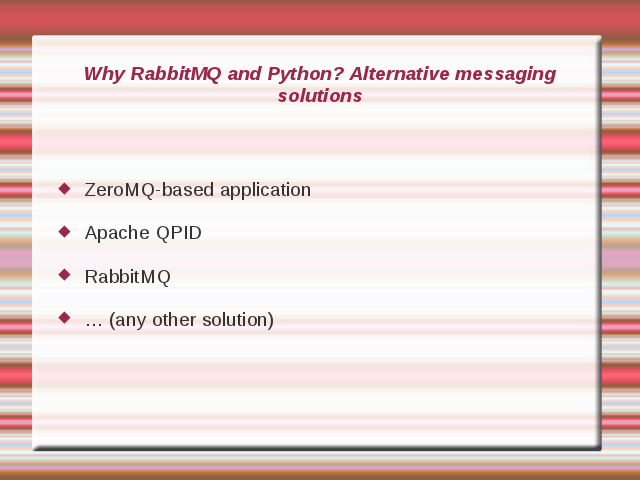 Why RabbitMQ and Python? Alternative messaging
solutions
ZeroMQ-based application
Apache QPID
RabbitMQ
… (any other solution)